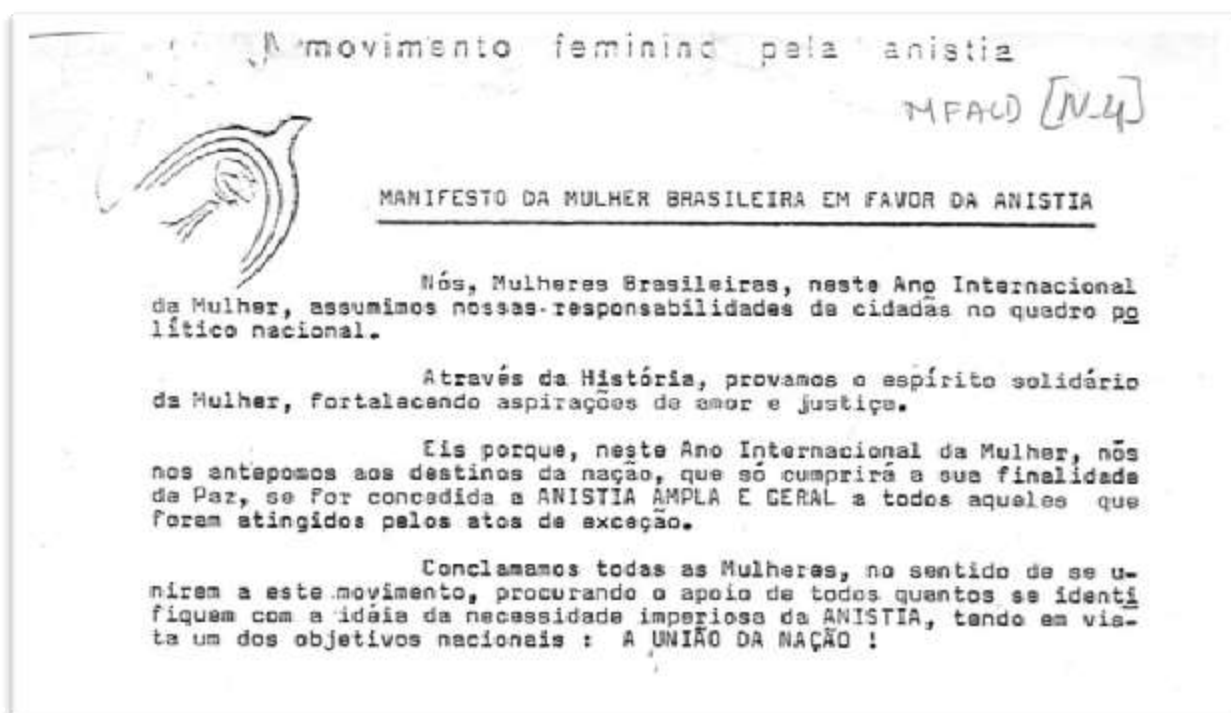 movimento feminino pela anistia
MFALD [N.4]
MANIFESTO DA MULHER BRASILEIRA EM FAVOR DA ANISTIA
Nós, Mulheres Brasileiras, neste Ano Internacional
da Mulher, assumimos nossas responsabilidades de cidadãs no quadro po
lítico nacional.
Através da História, provamos o espírito solidário
da Mulher, fortalecendo aspirações de amor e justiça.
Eis porque, neste Ano Internacional da Mulher, nós
nos antepomos aos destinos da nação, que só cumprirá a sua finalidade
de Paz, se for concedida a ANISTIA AMPLA E GERAL a todos aqueles que
foram atingidos pelos atos de exceção.
Conclamamos todas as Mulheres, no sentido de se u-
nirem a este movimento, procurando o apoio de todos quantos se identi
fiquem com a idéia da necessidade imperiosa da ANISTIA, tendo em vis-
ta um dos objetivos nacionais : A UNIÃO DA NAÇÃO !